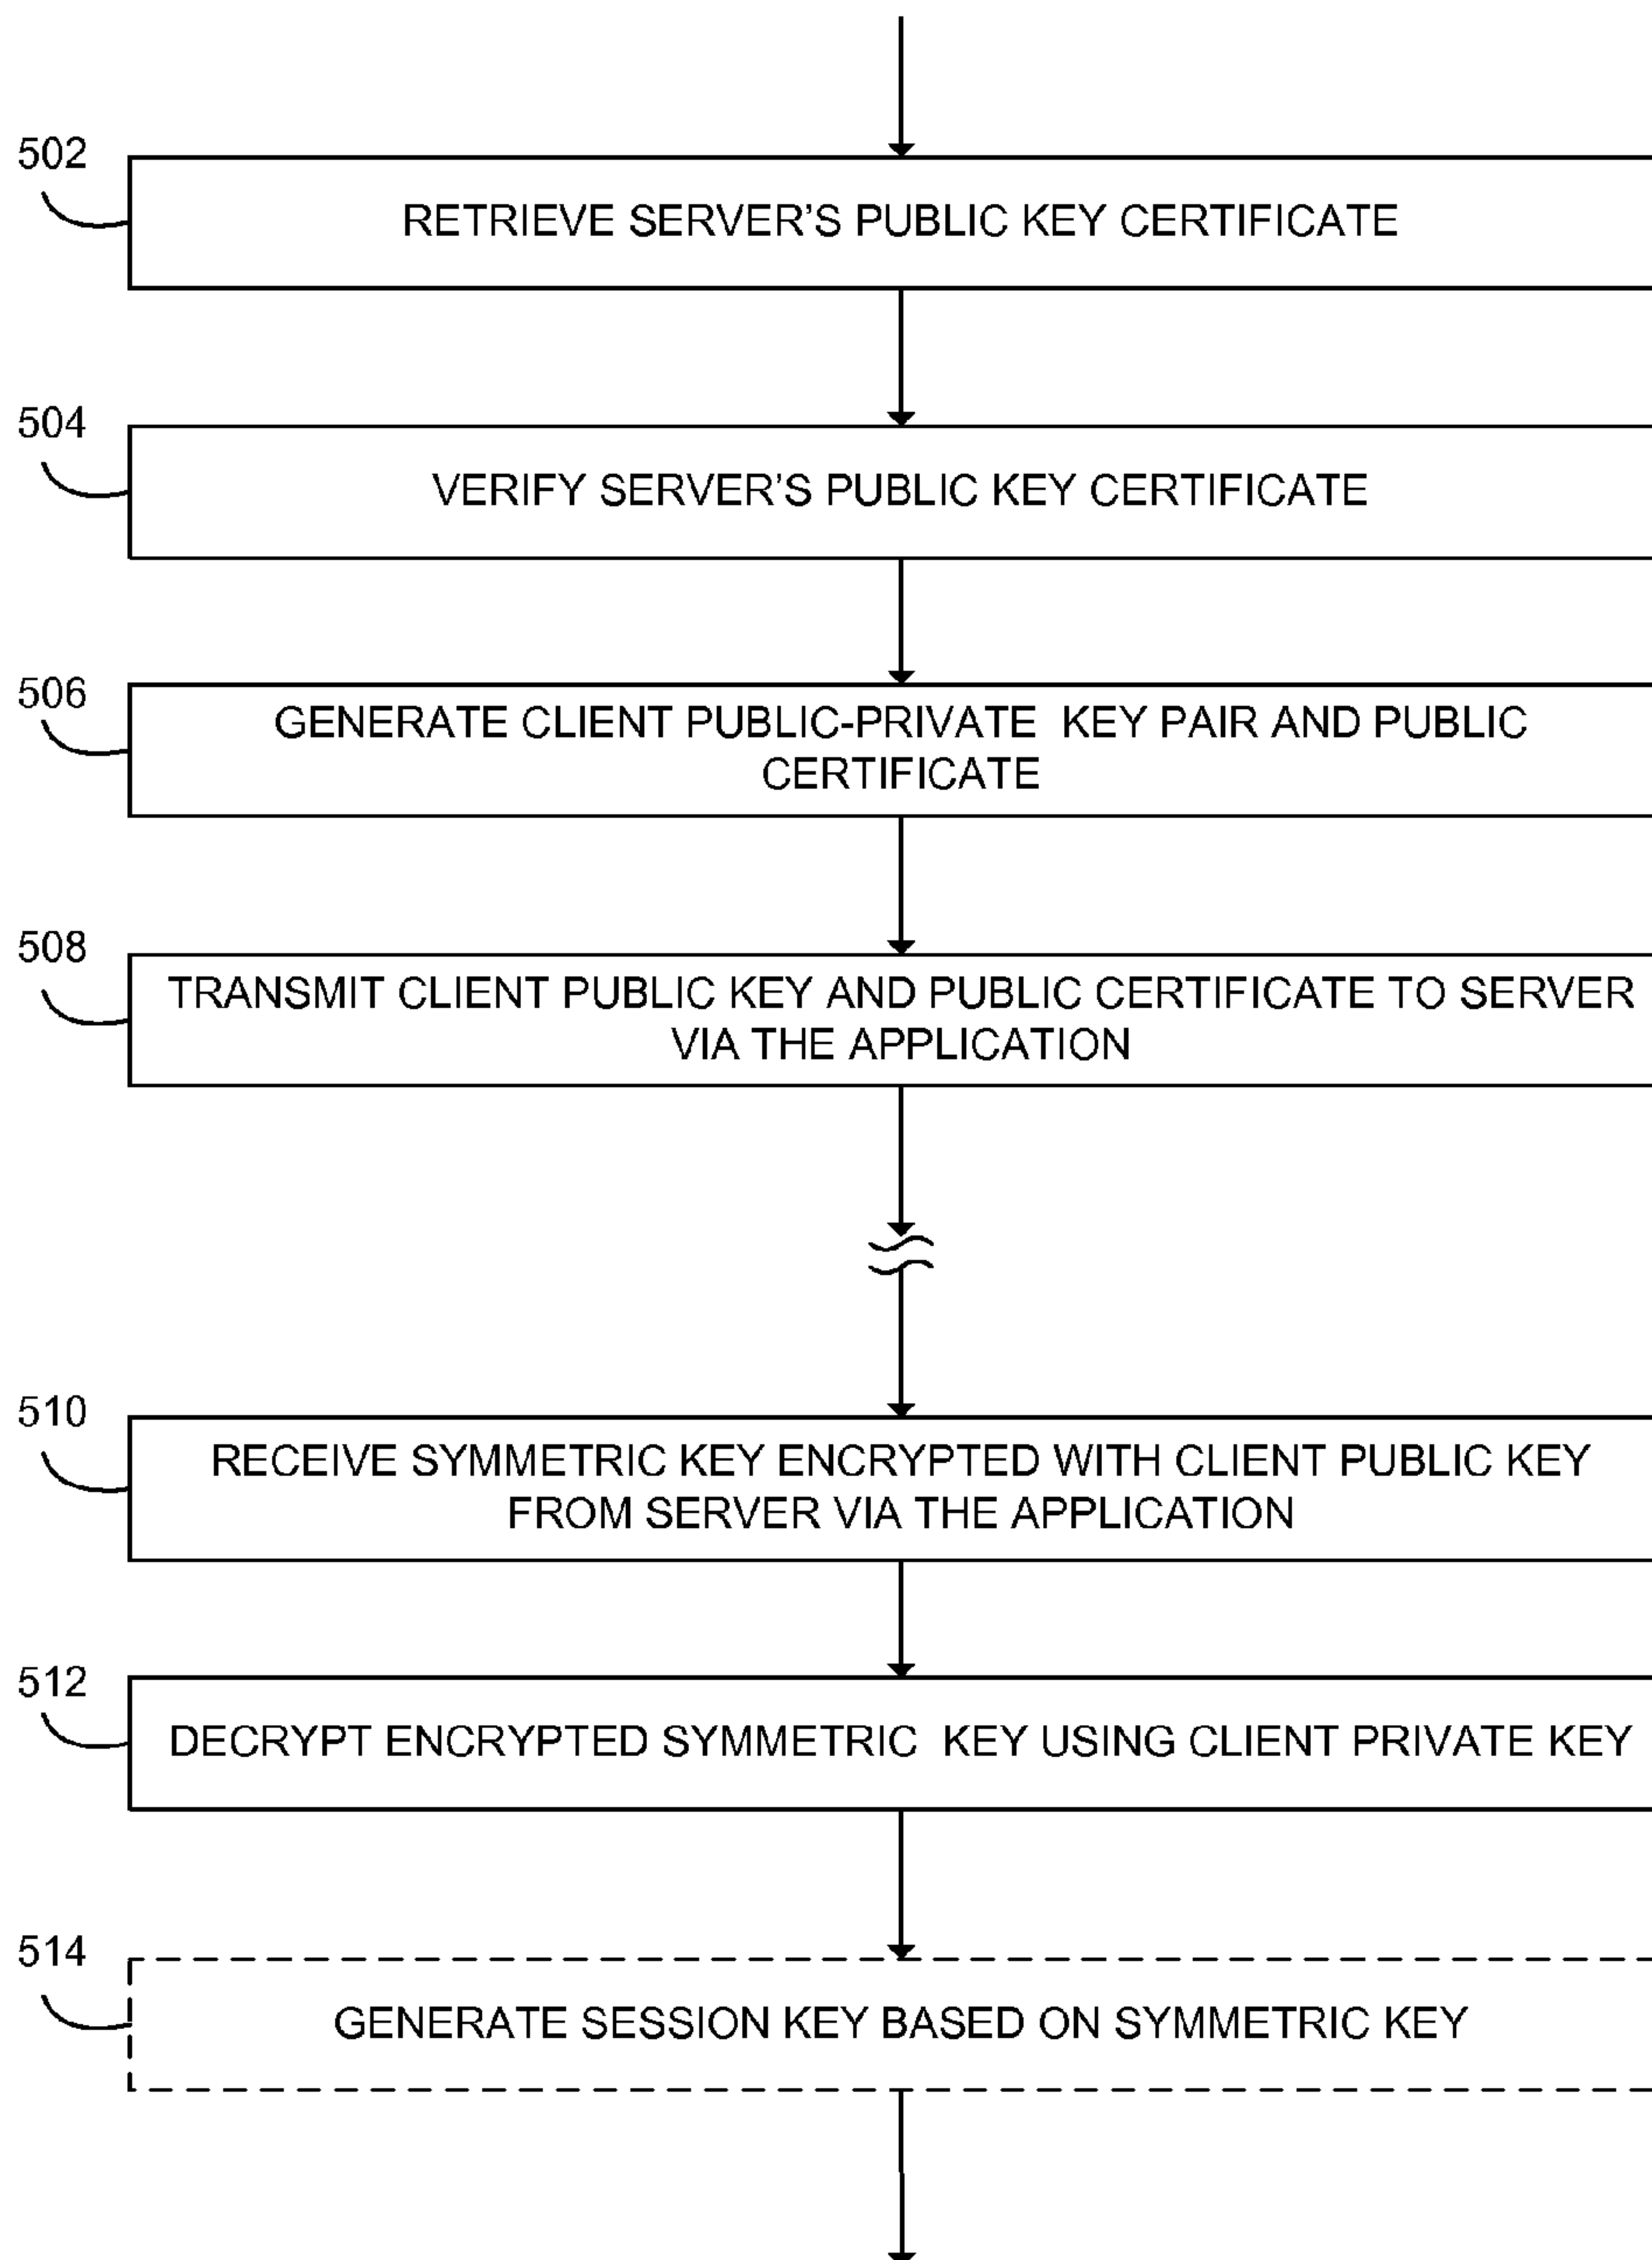 502
RETRIEVE SERVER’S PUBLIC KEY CERTIFICATE
504
VERIFY SERVER’S PUBLIC KEY CERTIFICATE
506
GENERATE CLIENT PUBLIC-PRIVATE KEY PAIR AND PUBLIC
CERTIFICATE
508
TRANSMIT CLIENT PUBLIC KEY AND PUBLIC CERTIFICATE TO SERVER
VIA THE APPLICATION
510
RECEIVE SYMMETRIC KEY ENCRYPTED WITH CLIENT PUBLIC KEY
FROM SERVER VIA THE APPLICATION
512
DECRYPT ENCRYPTED SYMMETRIC KEY USING CLIENT PRIVATE KEY
514
GENERATE SESSION KEY BASED ON SYMMETRIC KEY